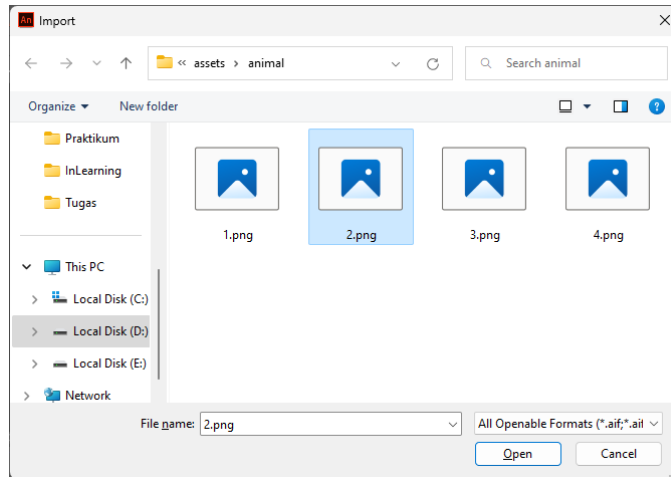 An Import
« assets › animal
Search animal
Organize
New folder
Praktikum
InLearning
Tugas
This PC
Local Disk (C:)
Local Disk (D:)
Local Disk (E:)
Network
1.png
2.png
3.png
4.png
File name: 2.png
All Openable Formats (*.aif;*.aif
Open
Cancel